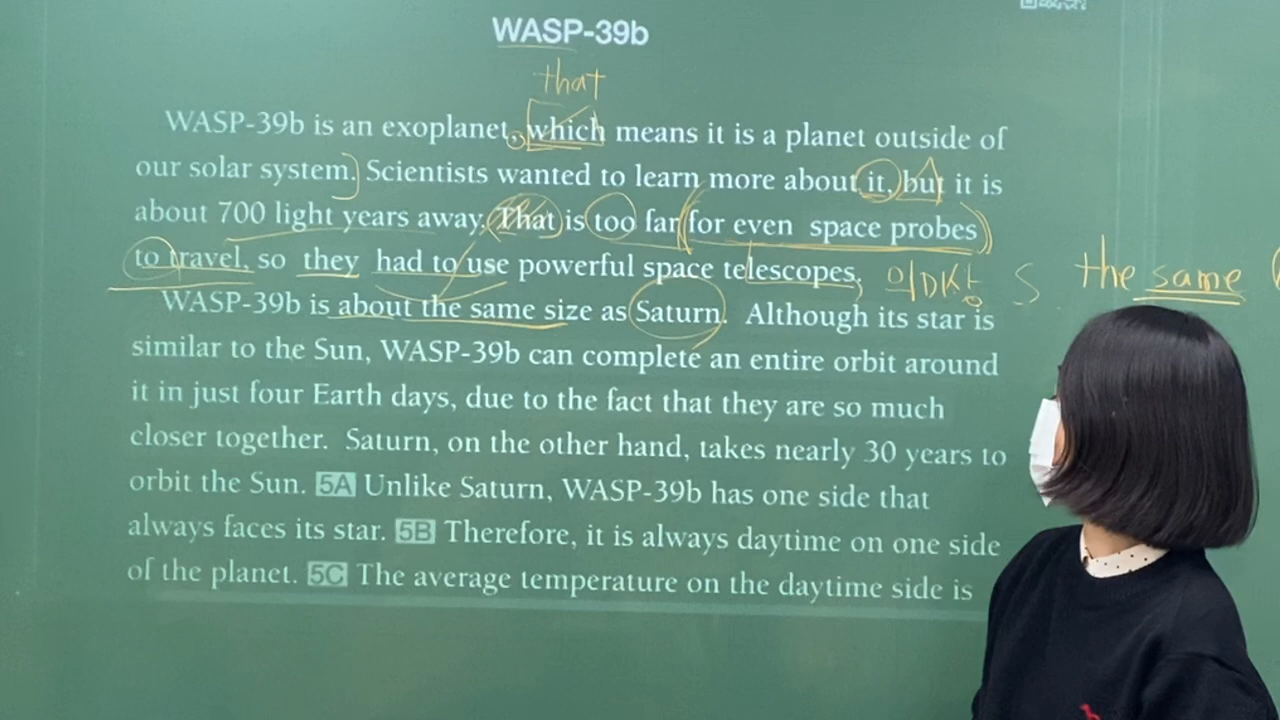 WASP-39b
that
WASP-39b is an exoplanet, which means it is a planet outside of
our solar system. Scientists wanted to learn more about it, but it is
about 700 light years away. That is too far for even space probes
to travel, so they had to use powerful space telescopes.
S the same
WASP-39b is about the same size as Saturn. Although its star is
similar to the Sun, WASP-39b can complete an entire orbit around
it in just four Earth days, due to the fact that they are so much
closer together. Saturn, on the other hand, takes nearly 30 years to
orbit the Sun. 5A Unlike Saturn, WASP-39b has one side that
always faces its star. 5B Therefore, it is always daytime on one side
of the planet. 5C The average temperature on the daytime side is